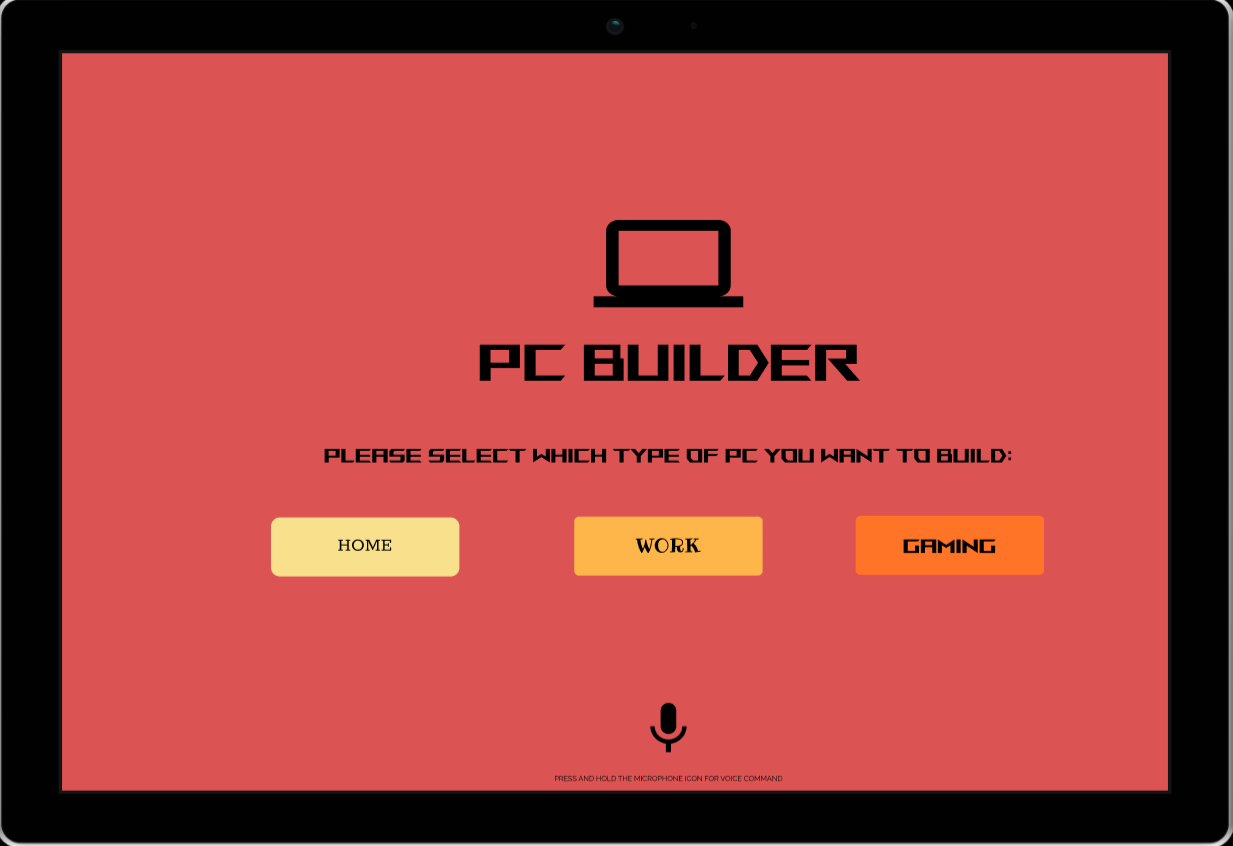 PC BUILDER
PLEASE SELECT WHICH TYPE OF PC YOU WANT TO BUILD:
HOME WORK GAMING
PRESS AND HOLD THE MICROPHONE ICON FOR VOICE COMMAND